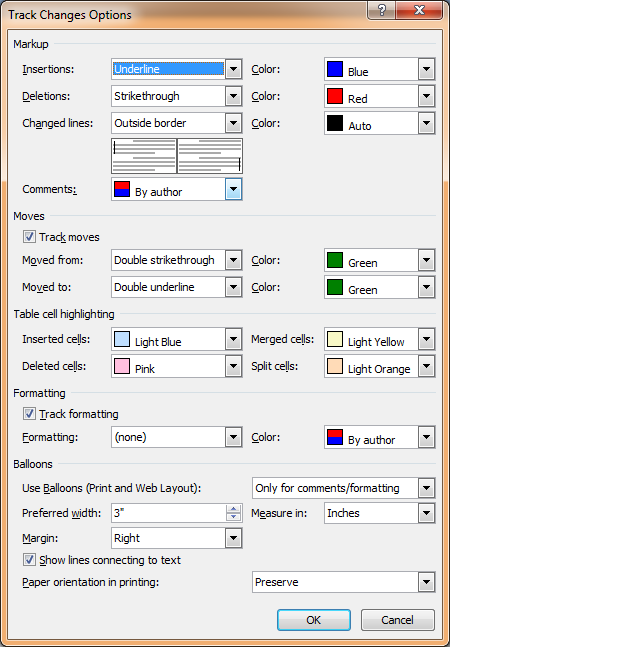 Track Changes Options
Markup
Insertions: Underline Color: Blue
Deletions: Strikethrough Color: Red
Changed lines: Outside border Color: Auto
Comments: By author
Moves
Track moves
Moved from: Double strikethrough Color: Green
Moved to: Double underline Color: Green
Table cell highlighting
Inserted cells: Light Blue Merged cells: Light Yellow
Deleted cells: Pink Split cells: Light Orange
Formatting
Track formatting
Formatting: (none) Color: By author
Balloons
Use Balloons (Print and Web Layout): Only for comments/formatting
Preferred width: 3" Measure in: Inches
Margin: Right
Show lines connecting to text
Paper orientation in printing: Preserve
OK Cancel